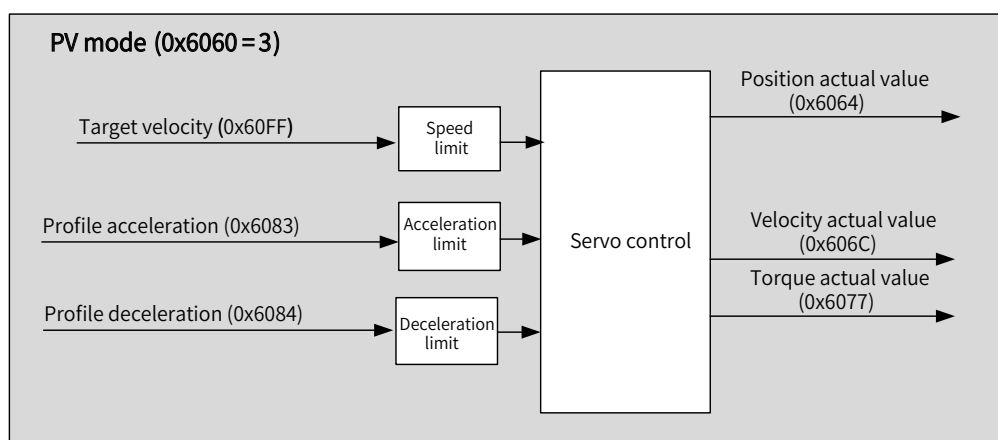 PV mode (0x6060=3)
Target velocity (0x60FF)
Speed
limit
Profile acceleration (0x6083)
Acceleration
limit
Profile deceleration (0x6084)
Deceleration
limit
Servo control
Position actual value
(0x6064)
Velocity actual value
(0x606C)
Torque actual value
(0x6077)